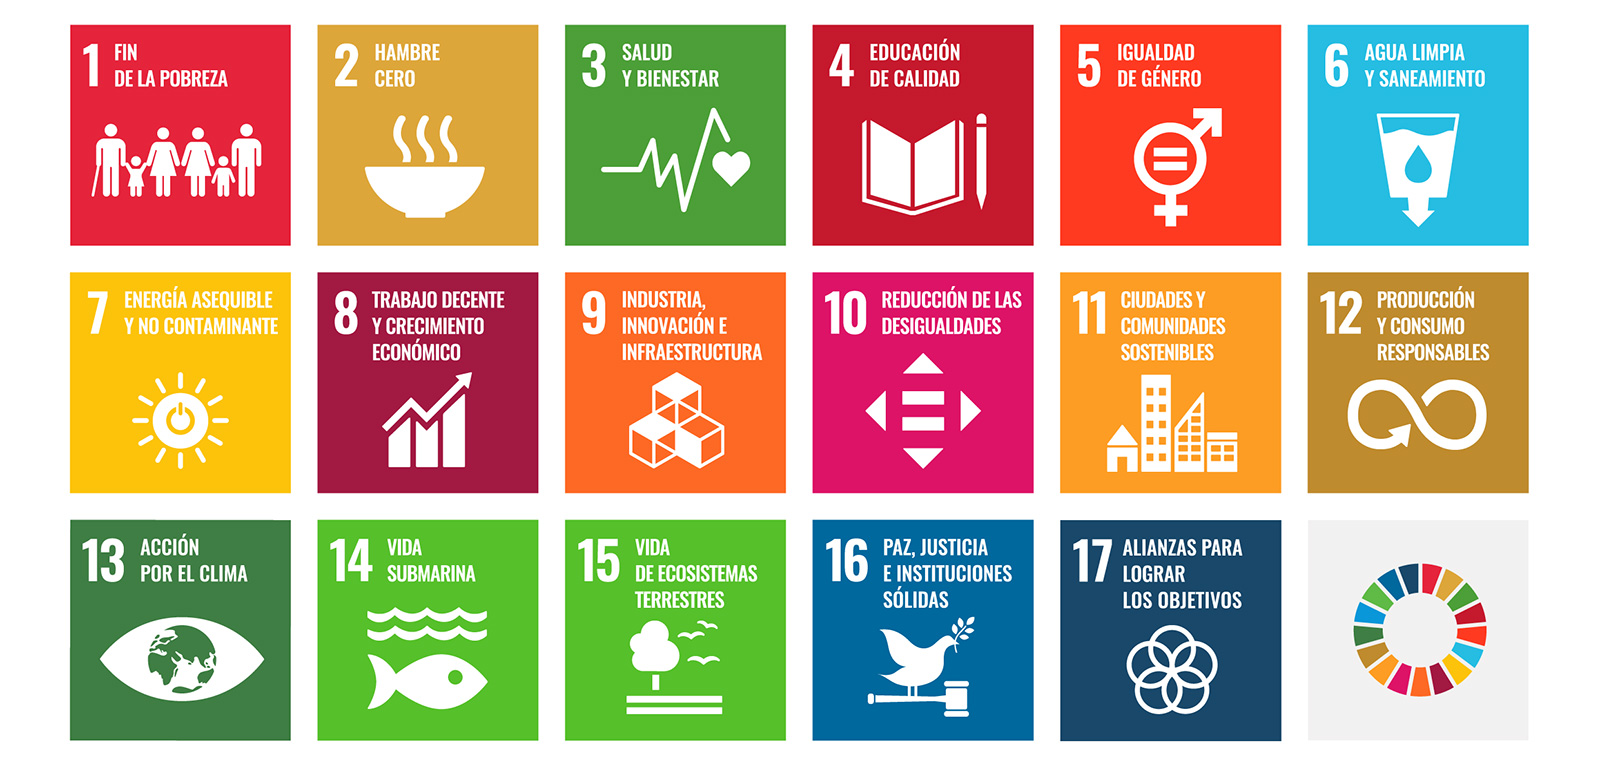 1 FIN
DE LA POBREZA
2 HAMBRE
CERO
3 SALUD
Y BIENESTAR
4 EDUCACIÓN
DE CALIDAD
5 IGUALDAD
DE GÉNERO
6 AGUA LIMPIA
Y SANEAMIENTO
7 ENERGÍA ASEQUIBLE
Y NO CONTAMINANTE
8 TRABAJO DECENTE
Y CRECIMIENTO
ECONÓMICO
9 INDUSTRIA,
INNOVACIÓN E
INFRAESTRUCTURA
10 REDUCCIÓN DE LAS
DESIGUALDADES
11 CIUDADES Y
COMUNIDADES
SOSTENIBLES
12 PRODUCCIÓN
Y CONSUMO
RESPONSABLES
13 ACCIÓN
POR EL CLIMA
14 VIDA
SUBMARINA
15 VIDA
DE ECOSISTEMAS
TERRESTRES
16 PAZ, JUSTICIA
E INSTITUCIONES
SÓLIDAS
17 ALIANZAS PARA
LOGRAR
LOS OBJETIVOS